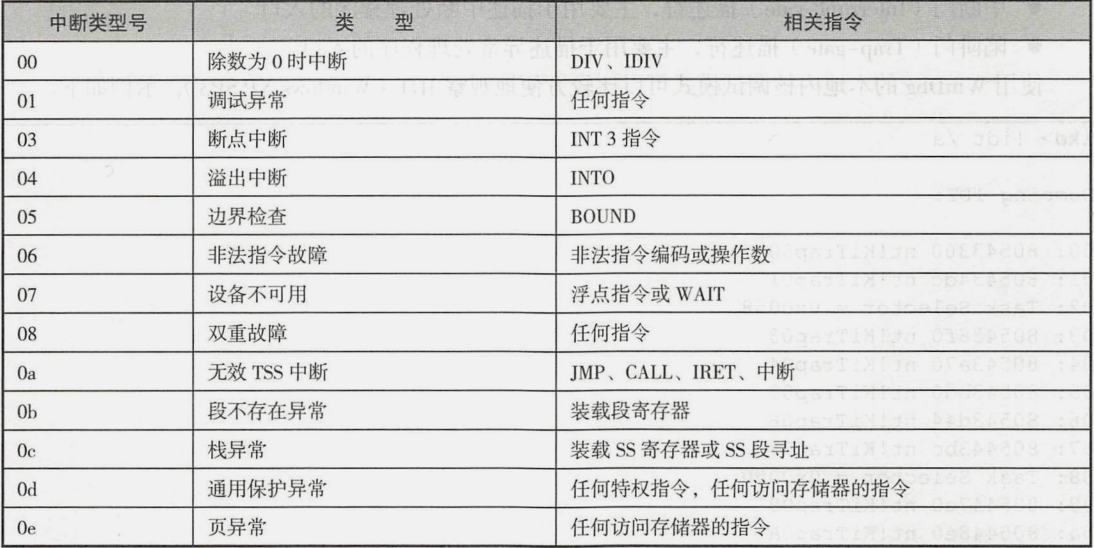 中断类型号 类 型 相关指令
00 除数为 0 时中断 DIV、IDIV
01 调试异常 任何指令
03 断点中断 INT 3 指令
04 溢出中断 INTO
05 边界检查 BOUND
06 非法指令故障 非法指令编码或操作数
07 设备不可用 浮点指令或 WAIT
08 双重故障 任何指令
0a 无效 TSS 中断 JMP、CALL、IRET、中断
0b 段不存在异常 装载段寄存器
0c 栈异常 装载 SS 寄存器或 SS 段寻址
0d 通用保护异常 任何特权指令，任何访问存储器的指令
0e 页异常 任何访问存储器的指令